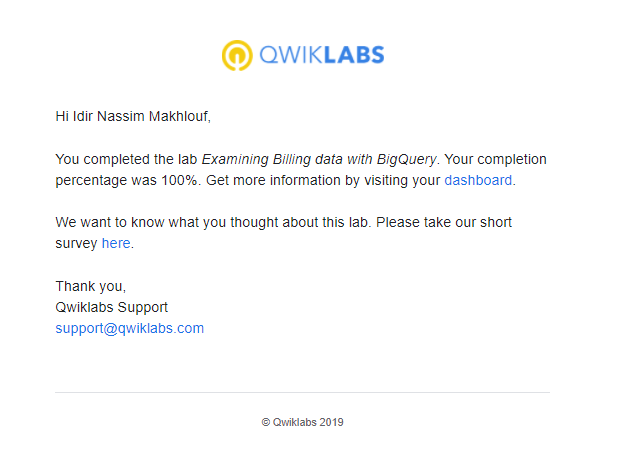 QWIKLABS
Hi Idir Nassim Makhlouf,
You completed the lab Examining Billing data with BigQuery. Your completion
percentage was 100%. Get more information by visiting your dashboard.
We want to know what you thought about this lab. Please take our short
survey here.
Thank you,
Qwiklabs Support
support@qwiklabs.com
© Qwiklabs 2019